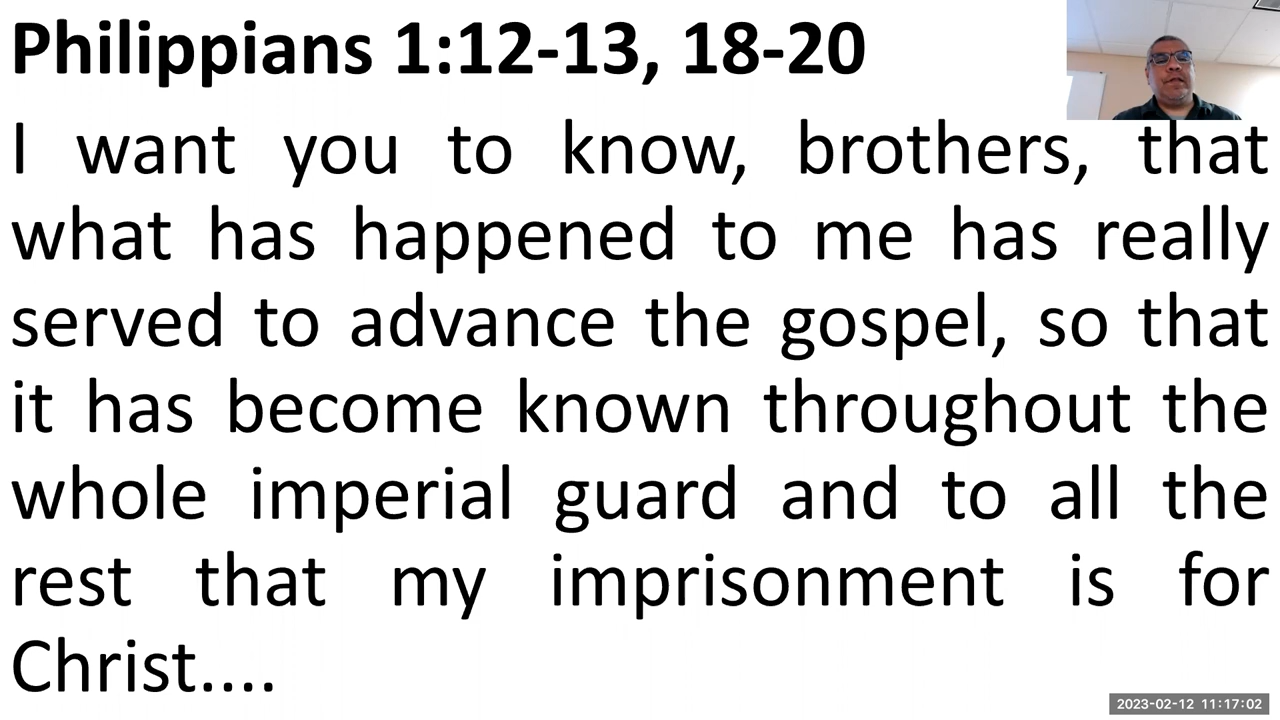 Philippians 1:12-13, 18-20
I want you to know, brothers, that
what has happened to me has really
served to advance the gospel, so that
it has become known throughout the
whole imperial guard and to all the
rest that my imprisonment is for
Christ....
2023-02-12 11:17:02